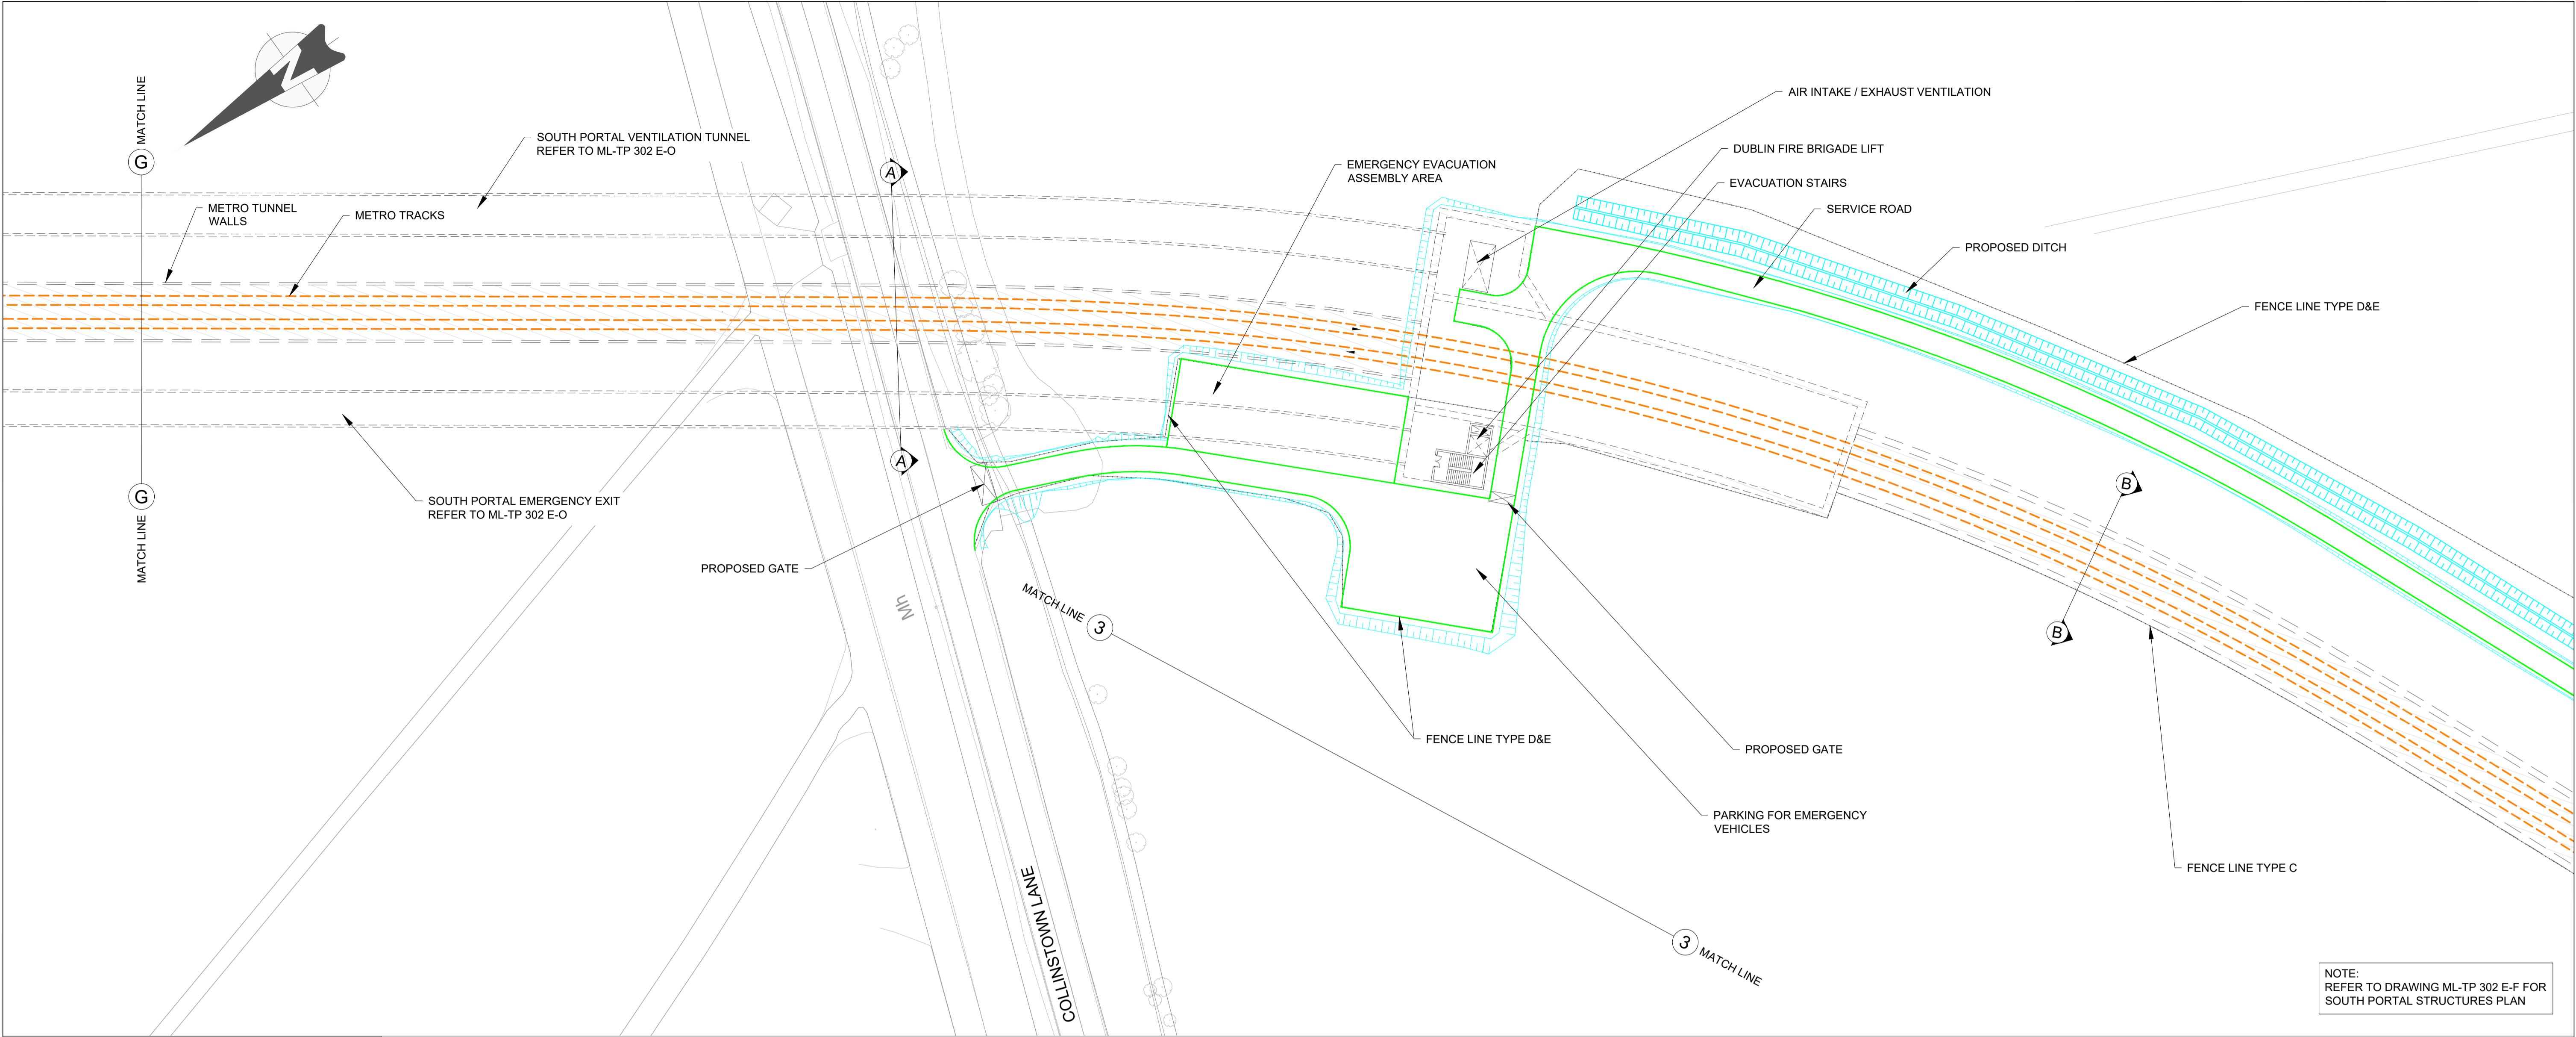 N
MATCH LINE
G
SOUTH PORTAL VENTILATION TUNNEL
REFER TO ML-TP 302 E-O
METRO TUNNEL
WALLS
METRO TRACKS
A
EMERGENCY EVACUATION
ASSEMBLY AREA
AIR INTAKE / EXHAUST VENTILATION
DUBLIN FIRE BRIGADE LIFT
EVACUATION STAIRS
SERVICE ROAD
PROPOSED DITCH
FENCE LINE TYPE D&E
A
G
MATCH LINE
SOUTH PORTAL EMERGENCY EXIT
REFER TO ML-TP 302 E-O
PROPOSED GATE
Mh
MATCH LINE
3
B
B
FENCE LINE TYPE D&E
PROPOSED GATE
PARKING FOR EMERGENCY
VEHICLES
FENCE LINE TYPE C
COLLINSTOWN LANE
3
MATCH LINE
NOTE:
REFER TO DRAWING ML-TP 302 E-F FOR
SOUTH PORTAL STRUCTURES PLAN